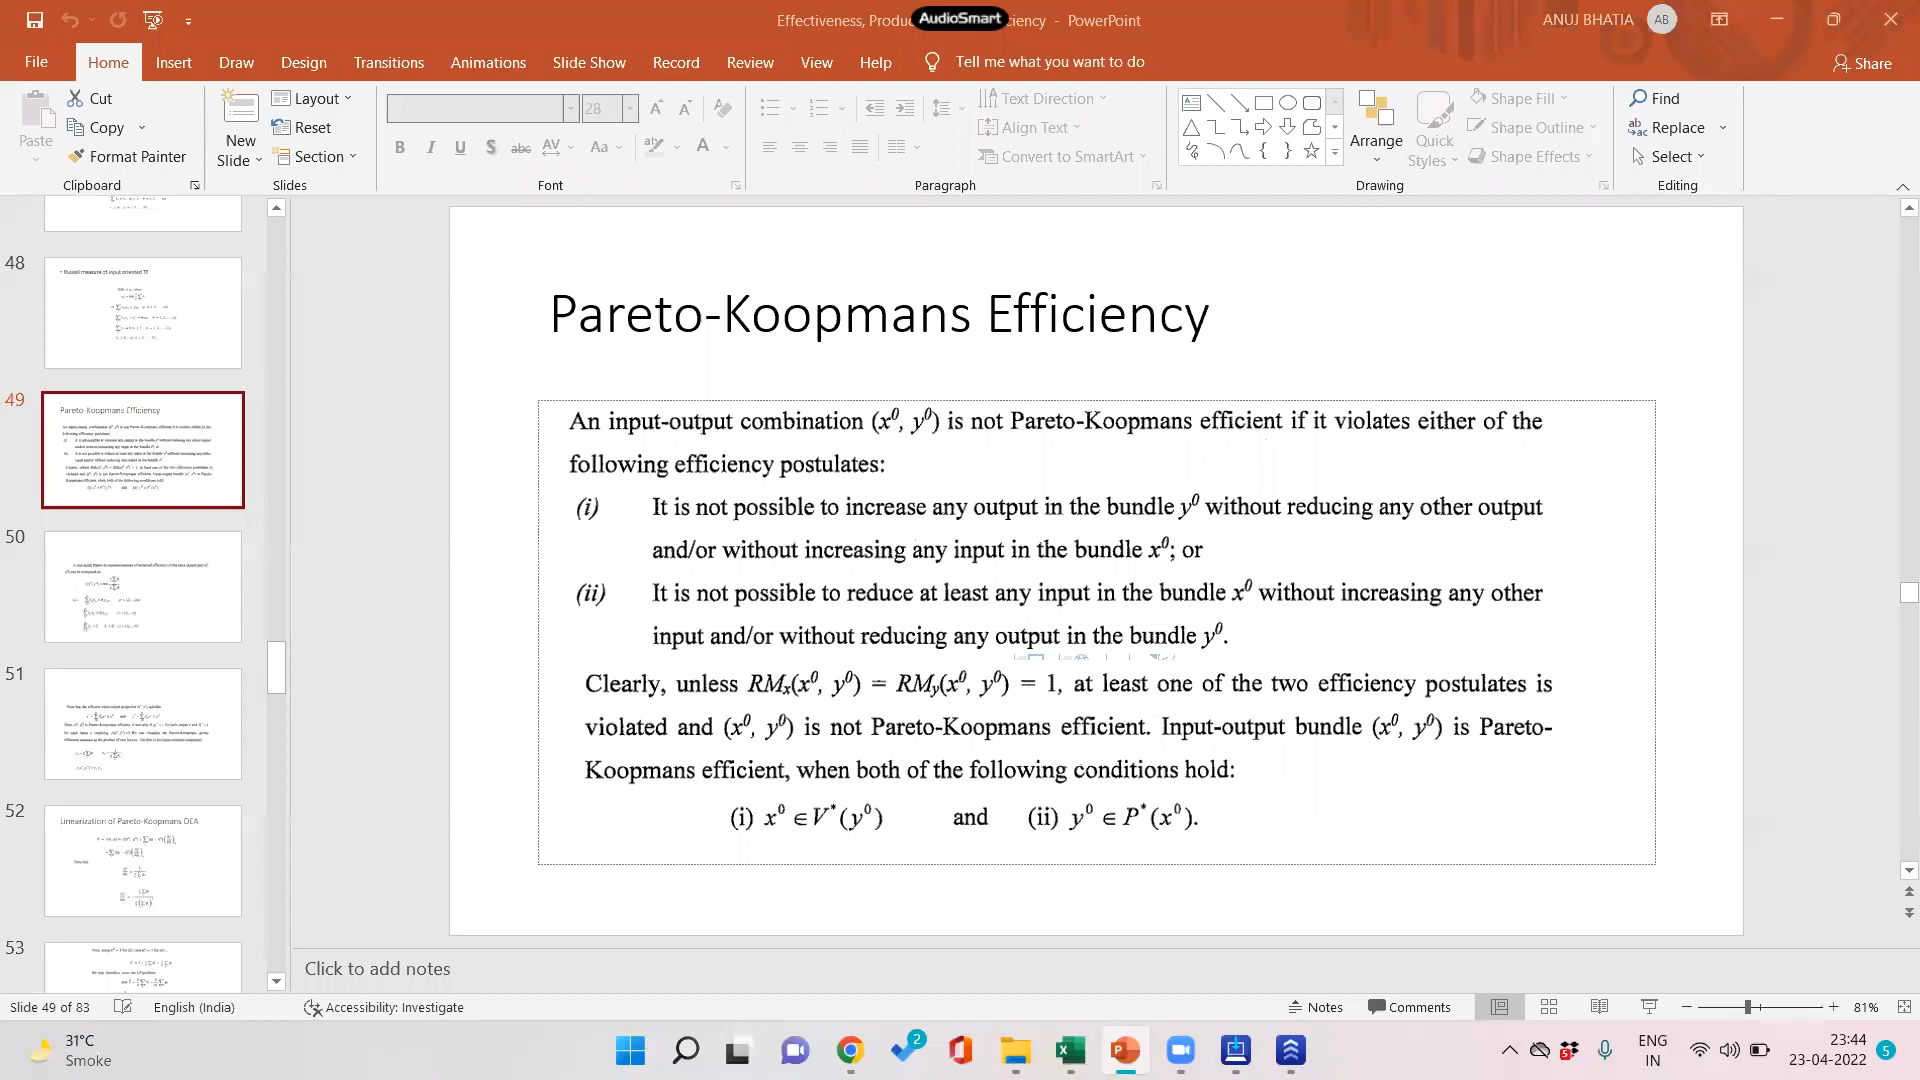 Effectiveness, Produc
AudioSmart
iency - PowerPoint
ANUJ BHATIA
AB
File Home Insert Draw Design Transitions Animations Slide Show Record Review View Help Tell me what you want to do Share
Cut
Copy
Format Painter
Paste
Clipboard
New Slide
Layout
Reset
Section
Slides
28
B I U S abc AV Aa A
Font
Text Direction
Align Text
Convert to SmartArt
Paragraph
Arrange
Quick Styles
Shape Fill
Shape Outline
Shape Effects
Drawing
Find
Replace
Select
Editing
48
49
Pareto-Koopmans Efficiency
50
51
52
Linearization of Pareto-Koopmans DEA
53
Pareto-Koopmans Efficiency
An input-output combination (x⁰, y⁰) is not Pareto-Koopmans efficient if it violates either of the
following efficiency postulates:
(i) It is not possible to increase any output in the bundle y⁰ without reducing any other output
and/or without increasing any input in the bundle x⁰; or
(ii) It is not possible to reduce at least any input in the bundle x⁰ without increasing any other
input and/or without reducing any output in the bundle y⁰.
Clearly, unless RMₓ(x⁰, y⁰) = RMᵧ(x⁰, y⁰) = 1, at least one of the two efficiency postulates is
violated and (x⁰, y⁰) is not Pareto-Koopmans efficient. Input-output bundle (x⁰, y⁰) is Pareto-
Koopmans efficient, when both of the following conditions hold:
(i) x⁰ ∈ V*(y⁰) and (ii) y⁰ ∈ P*(x⁰).
Click to add notes
Slide 49 of 83 English (India) Accessibility: Investigate Notes Comments 81%
31°C
Smoke
2
5
ENG
IN
23:44
23-04-2022
5